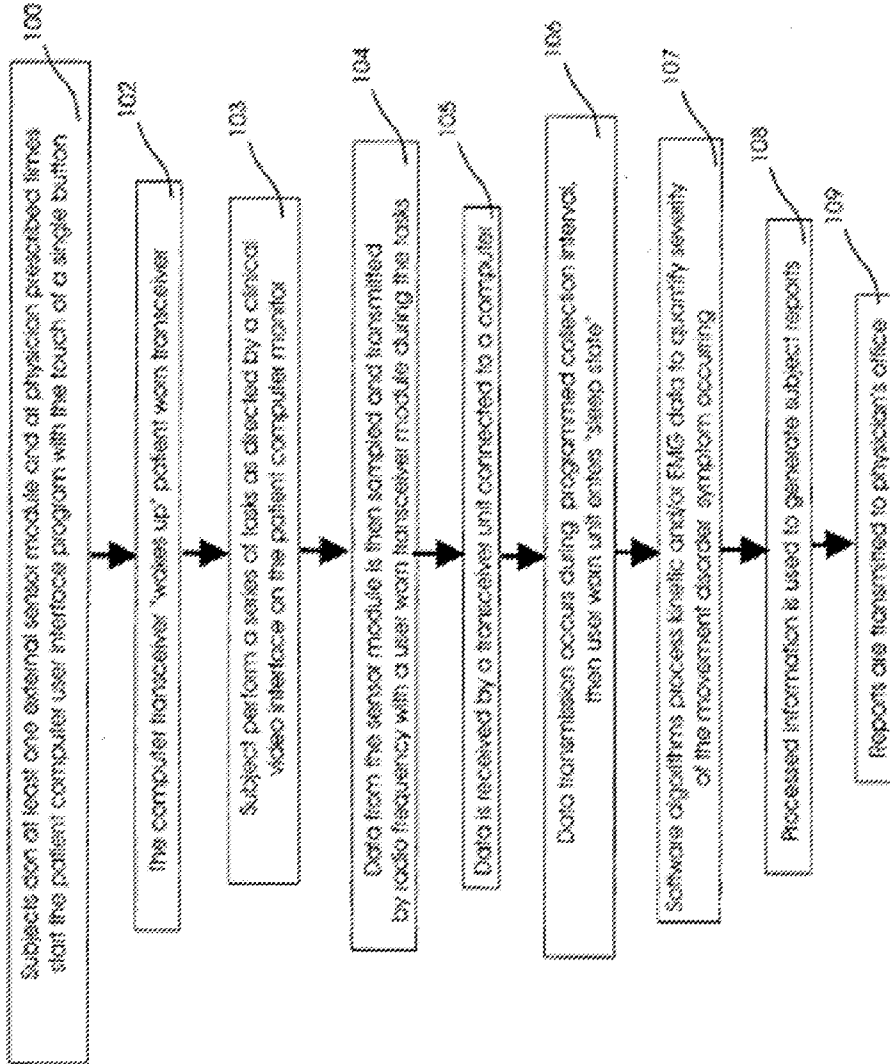 Subjects don at least one external sensor module and at physician prescribed times
start the patient computer user interface program with the touch of a single button
100
The computer transceiver "wakes up" patient worn transceiver
102
Subject perform a series of tasks as directed by a clinical
video interface on the patient computer monitor
103
Data from the sensor module is then sampled and transmitted
by radio frequency with a user worn transceiver module during the tasks
104
Data is received by a transceiver unit connected to a computer
105
Data transmission occurs during programmed collection interval,
then user worn unit enters "sleep state"
106
Software algorithms process kinetic and/or EMG data to quantify severity
of the movement disorder symptom occuring
107
Processed information is used to generate subject reports
108
Reports are transmitted to physician's office
109